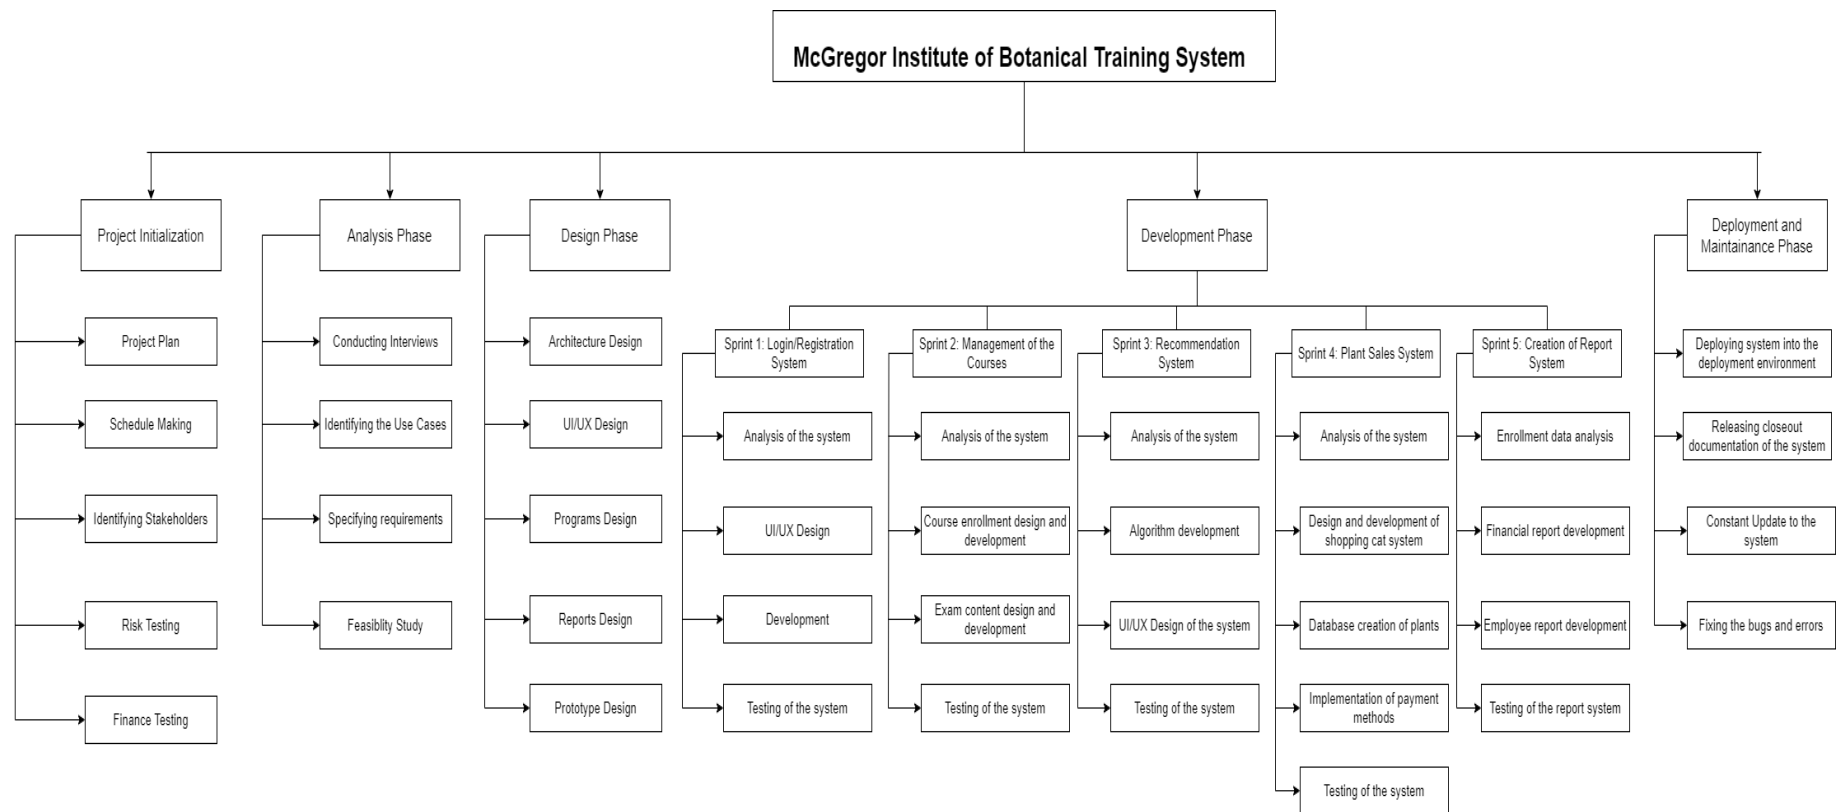 McGregor Institute of Botanical Training System
Project Initialization
Project Plan
Schedule Making
Identifying Stakeholders
Risk Testing
Finance Testing
Analysis Phase
Conducting Interviews
Identifying the Use Cases
Specifying requirements
Feasiblity Study
Design Phase
Architecture Design
UI/UX Design
Programs Design
Reports Design
Prototype Design
Development Phase
Sprint 1: Login/Registration
System
Analysis of the system
UI/UX Design
Development
Testing of the system
Sprint 2: Management of the
Courses
Analysis of the system
Course enrollment design and
development
Exam content design and
development
Testing of the system
Sprint 3: Recommendation
System
Analysis of the system
Algorithm development
UI/UX Design of the system
Testing of the system
Sprint 4: Plant Sales System
Analysis of the system
Design and development of
shopping cat system
Database creation of plants
Implementation of payment
methods
Testing of the system
Sprint 5: Creation of Report
System
Enrollment data analysis
Financial report development
Employee report development
Testing of the report system
Deployment and
Maintainance Phase
Deploying system into the
deployment environment
Releasing closeout
documentation of the system
Constant Update to the
system
Fixing the bugs and errors